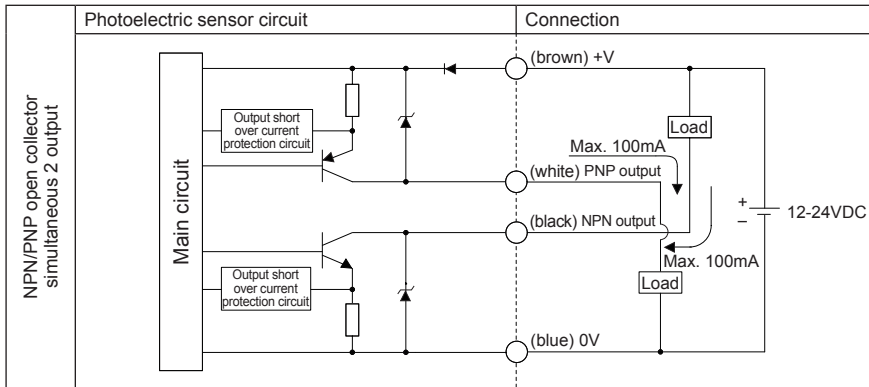 Photoelectric sensor circuit
Connection
NPN/PNP open collector
simultaneous 2 output
Main circuit
Output short
over current
protection circuit
Output short
over current
protection circuit
(brown) +V
Load
Max. 100mA
(white) PNP output
(black) NPN output
+
−
12-24VDC
Max. 100mA
Load
(blue) 0V